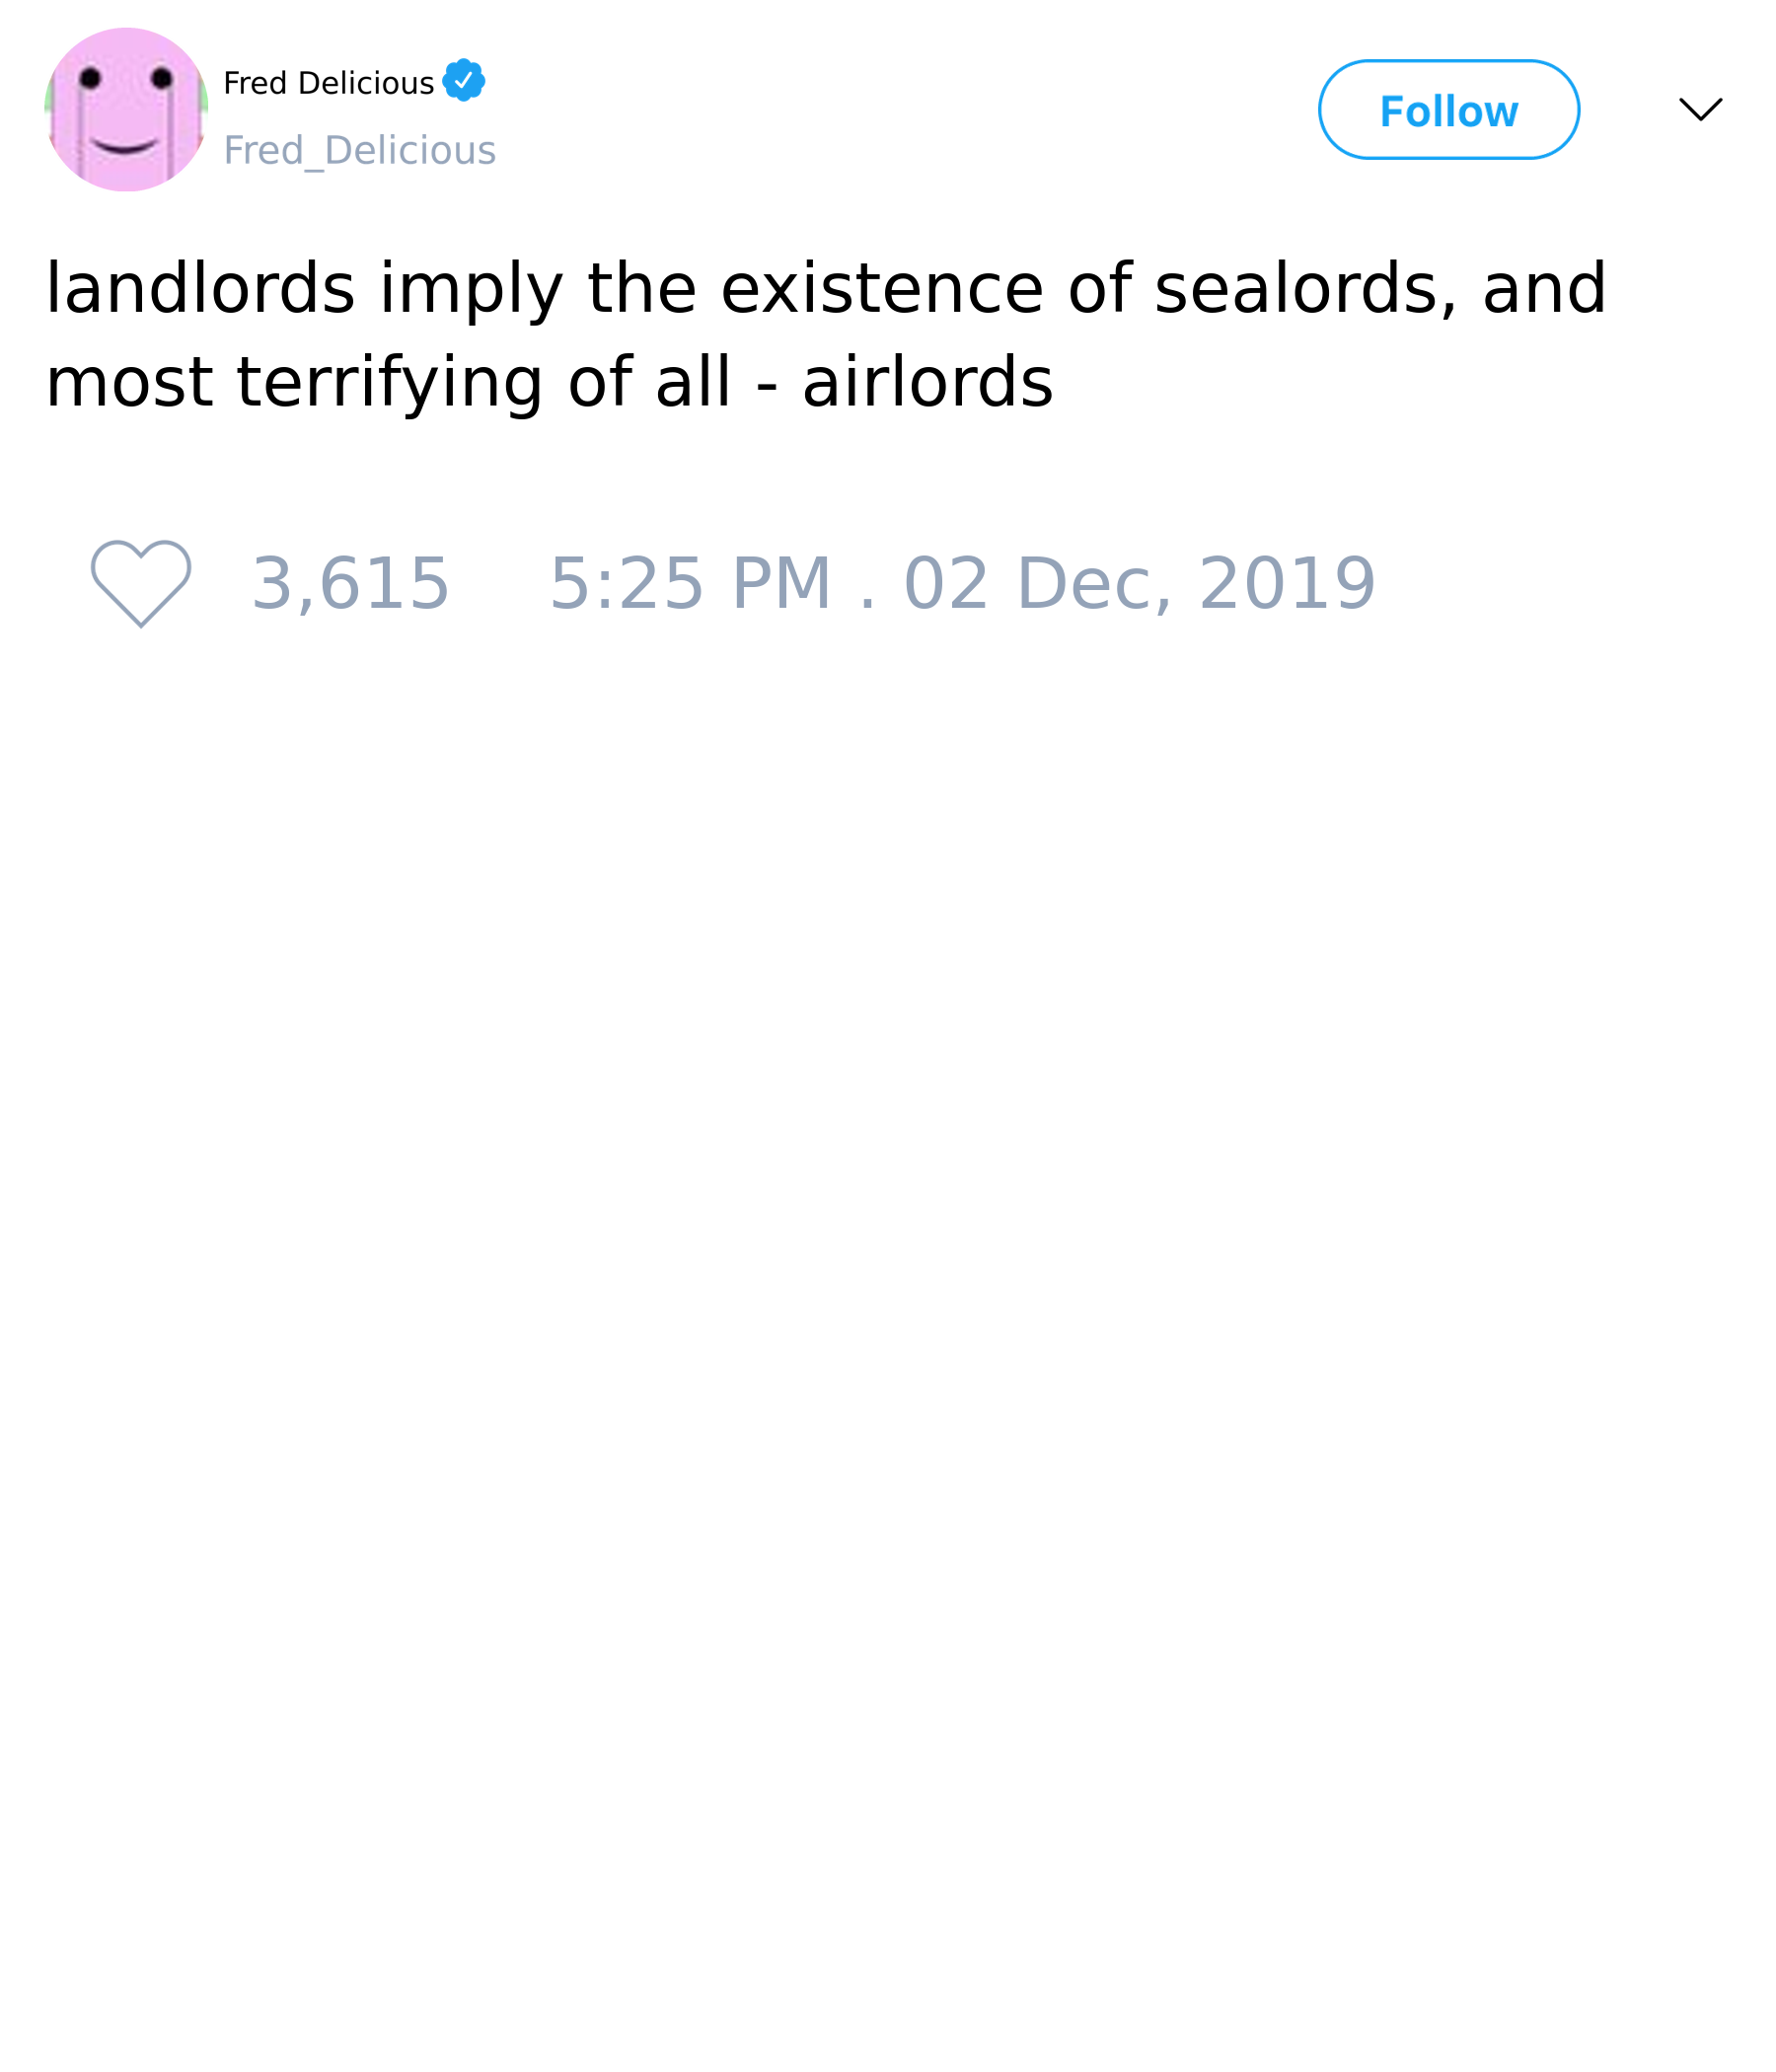 Fred Delicious
Fred_Delicious
Follow
landlords imply the existence of sealords, and
most terrifying of all - airlords
3,615 5:25 PM . 02 Dec, 2019